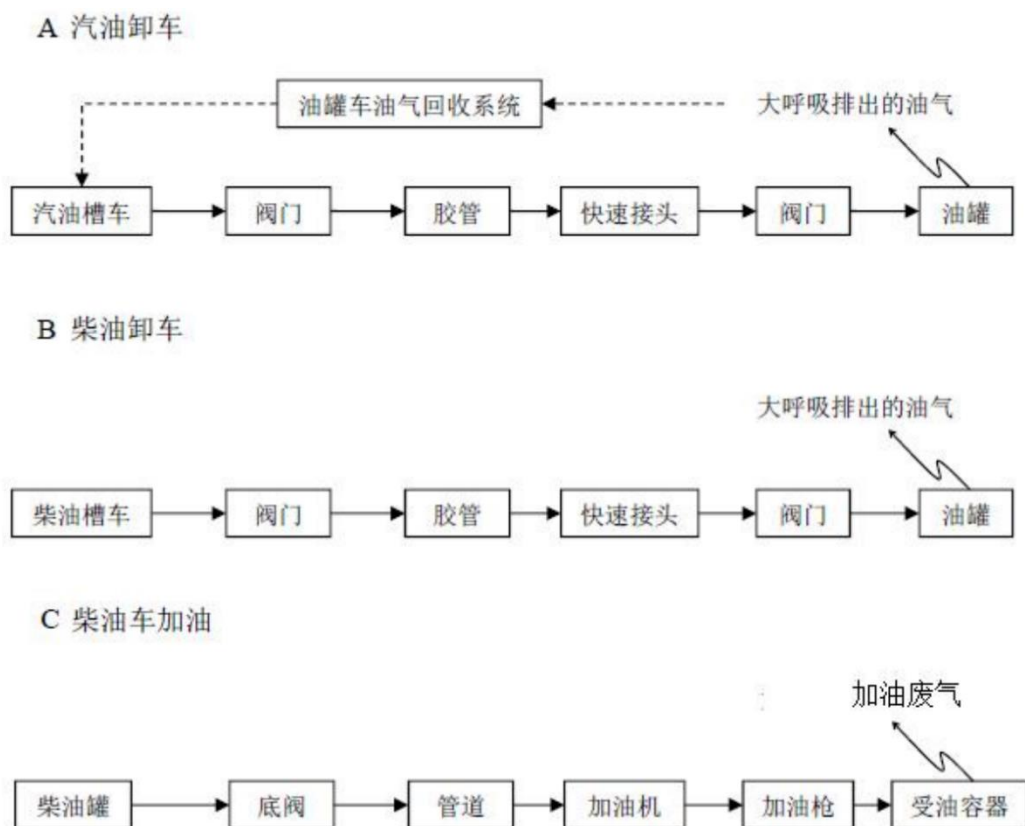 A 汽油卸车
油罐车油气回收系统 大呼吸排出的油气
汽油槽车 阀门 胶管 快速接头 阀门 油罐
B 柴油卸车
大呼吸排出的油气
柴油槽车 阀门 胶管 快速接头 阀门 油罐
C 柴油车加油
加油废气
柴油罐 底阀 管道 加油机 加油枪 受油容器